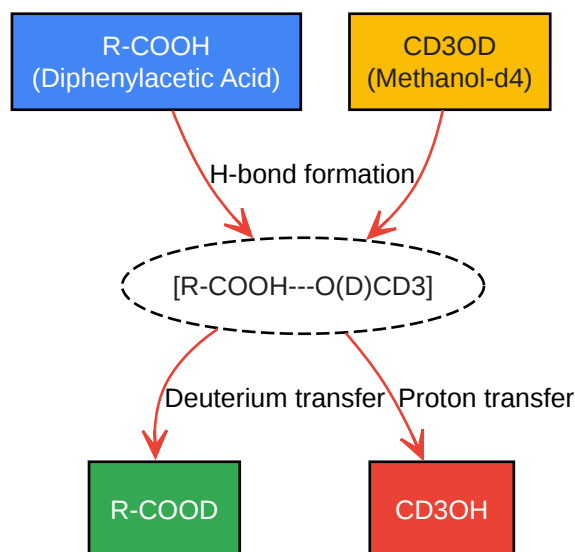 R-COOH
(Diphenylacetic Acid)
CD3OD
(Methanol-d4)
H-bond formation
[R-COOH---O(D)CD3]
Deuterium transfer
Proton transfer
R-COOD
CD3OH